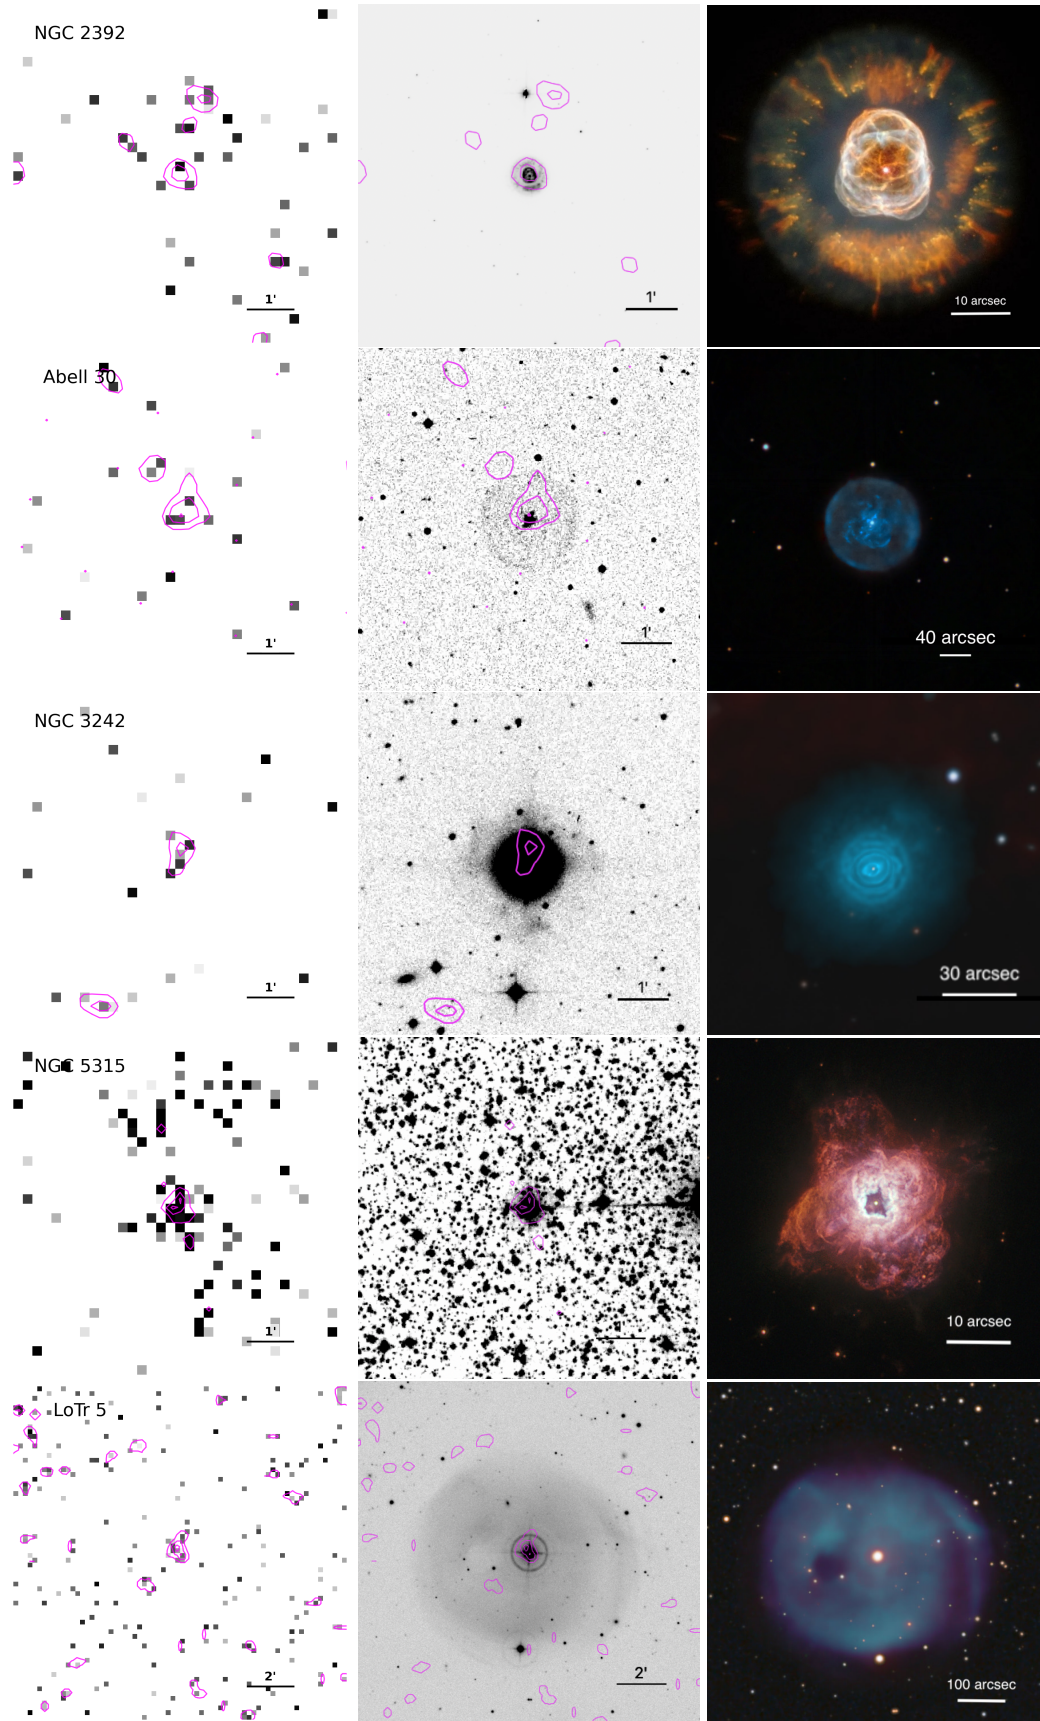 NGC 2392
1'
1'
10 arcsec
Abell 30
1'
1'
40 arcsec
NGC 3242
1'
1'
30 arcsec
NGC 5315
1'
10 arcsec
LoTr 5
2'
2'
100 arcsec